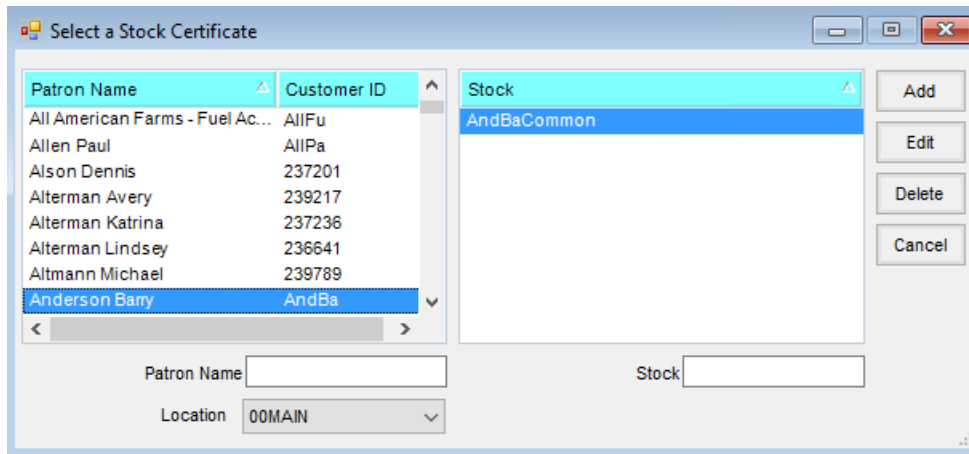 Select a Stock Certificate
Patron Name Customer ID
All American Farms - Fuel Ac... AllFu
Allen Paul AllPa
Alson Dennis 237201
Alterman Avery 239217
Alterman Katrina 237236
Alterman Lindsey 236641
Altmann Michael 239789
Anderson Barry AndBa
Stock
AndBaCommon
Add
Edit
Delete
Cancel
Patron Name
Stock
Location 00MAIN